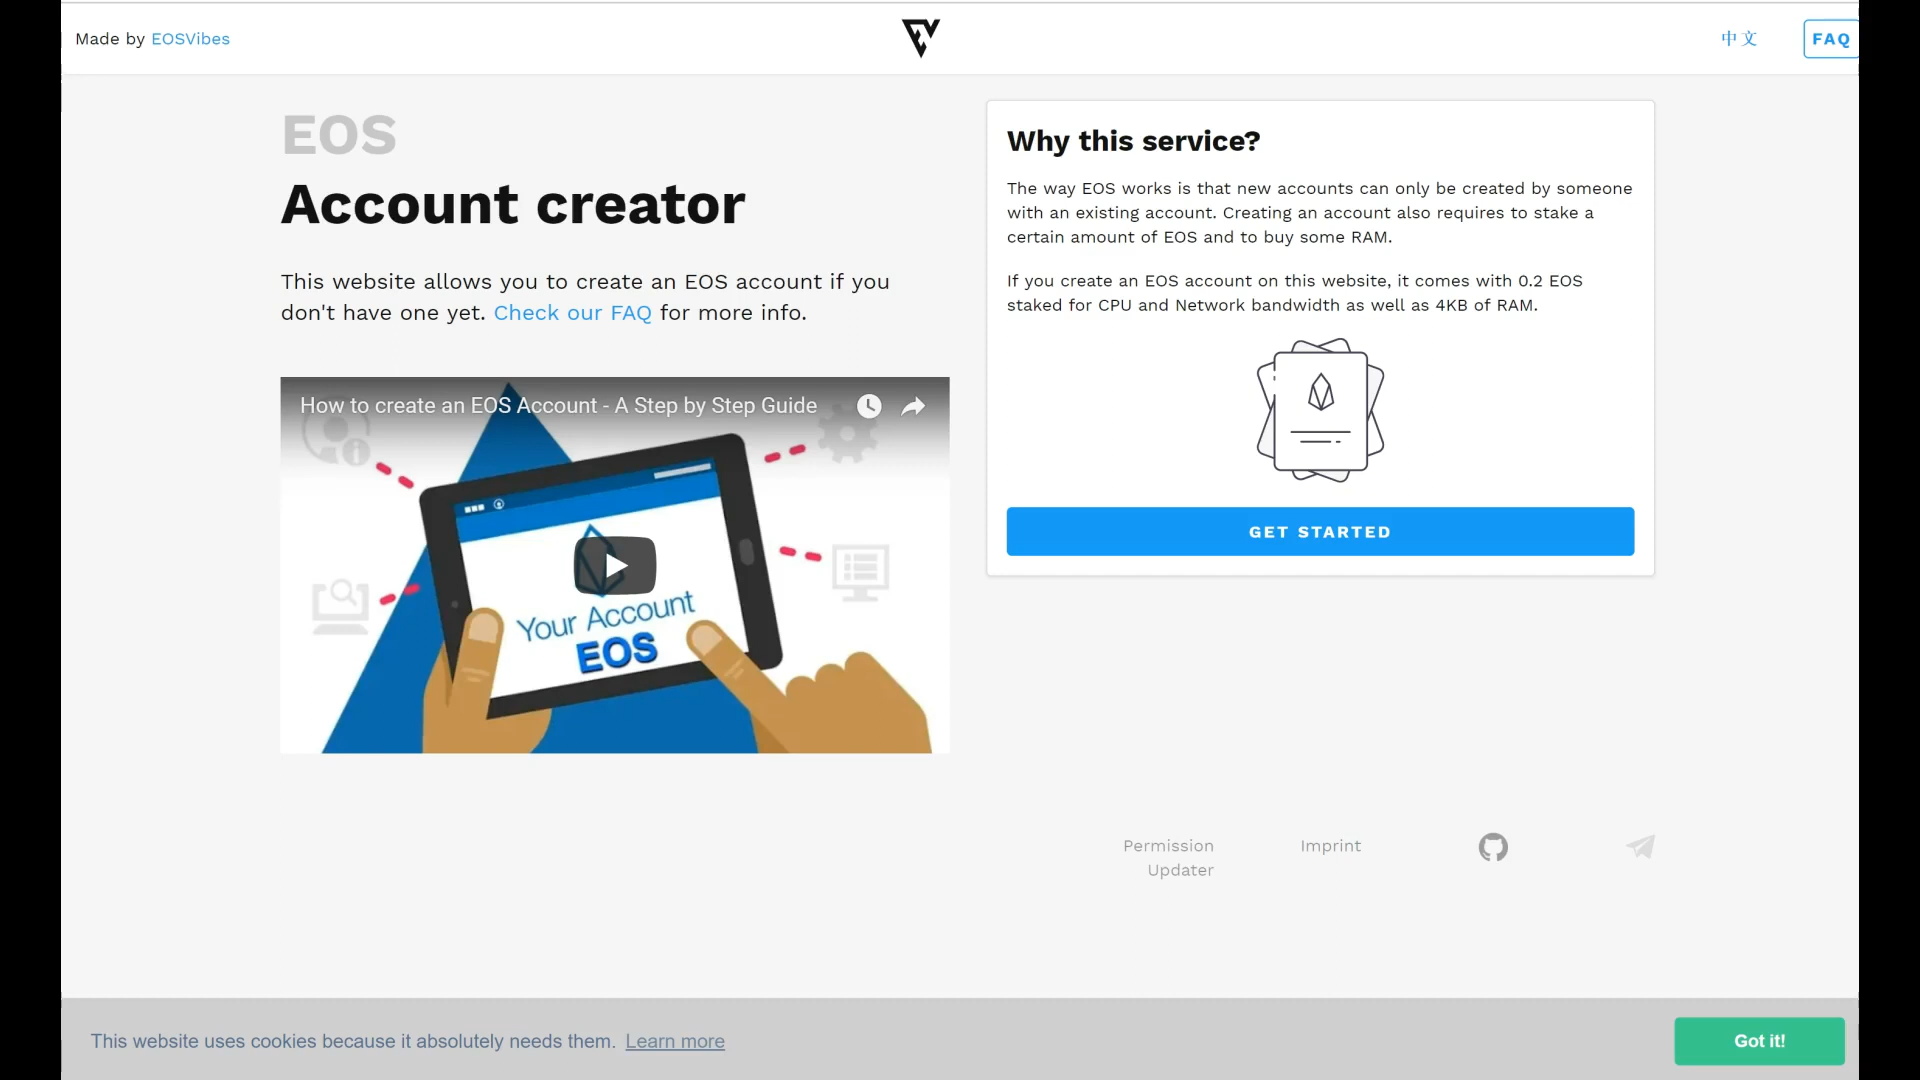 Made by EOSVibes
中文
FAQ
EOS
Account creator
This website allows you to create an EOS account if you
don't have one yet. Check our FAQ for more info.
How to create an EOS Account - A Step by Step Guide
Your Account
EOS
Why this service?
The way EOS works is that new accounts can only be created by someone
with an existing account. Creating an account also requires to stake a
certain amount of EOS and to buy some RAM.
If you create an EOS account on this website, it comes with 0.2 EOS
staked for CPU and Network bandwidth as well as 4KB of RAM.
GET STARTED
Permission
Updater
Imprint
This website uses cookies because it absolutely needs them. Learn more
Got it!